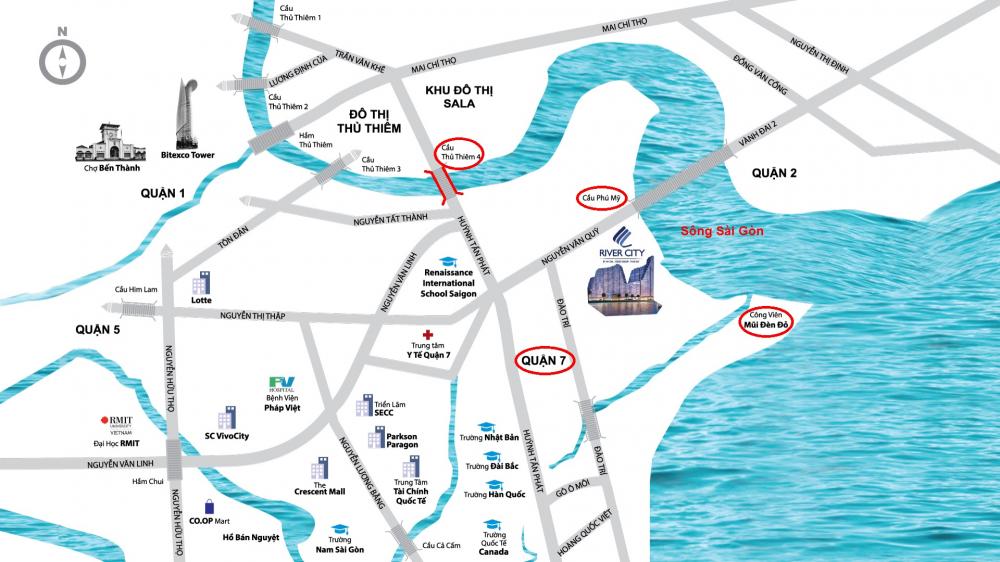 N
Cầu
Thủ Thiêm 1
TRẦN VĂN KHÊ
LƯƠNG ĐỊNH CỦA
MAI CHÍ THỌ
MAI CHÍ THỌ
NGUYỄN THỊ ĐỊNH
ĐỒNG VĂN CỐNG
VÀNH ĐAI 2
Cầu
Thủ Thiêm 2
KHU ĐÔ THỊ
SALA
ĐÔ THỊ
THỦ THIÊM
Hầm
Thủ Thiêm
Bitexco Tower
Chợ Bến Thành
Cầu
Thủ Thiêm 3
Cầu
Thủ Thiêm 4
QUẬN 1
QUẬN 2
Cầu Phú Mỹ
Sông Sài Gòn
NGUYỄN TẤT THÀNH
TÔN ĐẢN
HUỲNH TẤN PHÁT
NGUYỄN VĂN QUỲ
NGUYỄN VĂN LINH
RIVER CITY
Renaissance
International
School Saigon
Cầu Him Lam
Lotte
NGUYỄN THỊ THẬP
ĐÀO TRÍ
Công Viên
Mũi Đèn Đỏ
QUẬN 5
Trung tâm
Y Tế Quận 7
QUẬN 7
NGUYỄN HỮU THỌ
FV
HOSPITAL
Bệnh Viện
Pháp Việt
Triển Lãm
SECC
RMIT
UNIVERSITY
VIETNAM
Đại Học RMIT
SC VivoCity
Parkson
Paragon
Trường Nhật Bản
HUỲNH TẤN PHÁT
ĐÀO TRÍ
NGUYỄN VĂN LINH
Hầm Chui
The
Crescent Mall
NGUYỄN LƯƠNG BẰNG
Trung Tâm
Tài Chính
Quốc Tế
Trường Đài Bắc
Trường Hàn Quốc
GÒ Ô MÔI
HOÀNG QUỐC VIỆT
NGUYỄN HỮU THỌ
CO.OP Mart
Hồ Bán Nguyệt
Trường
Nam Sài Gòn
Cầu Cả Cấm
Trường
Quốc Tế
Canada